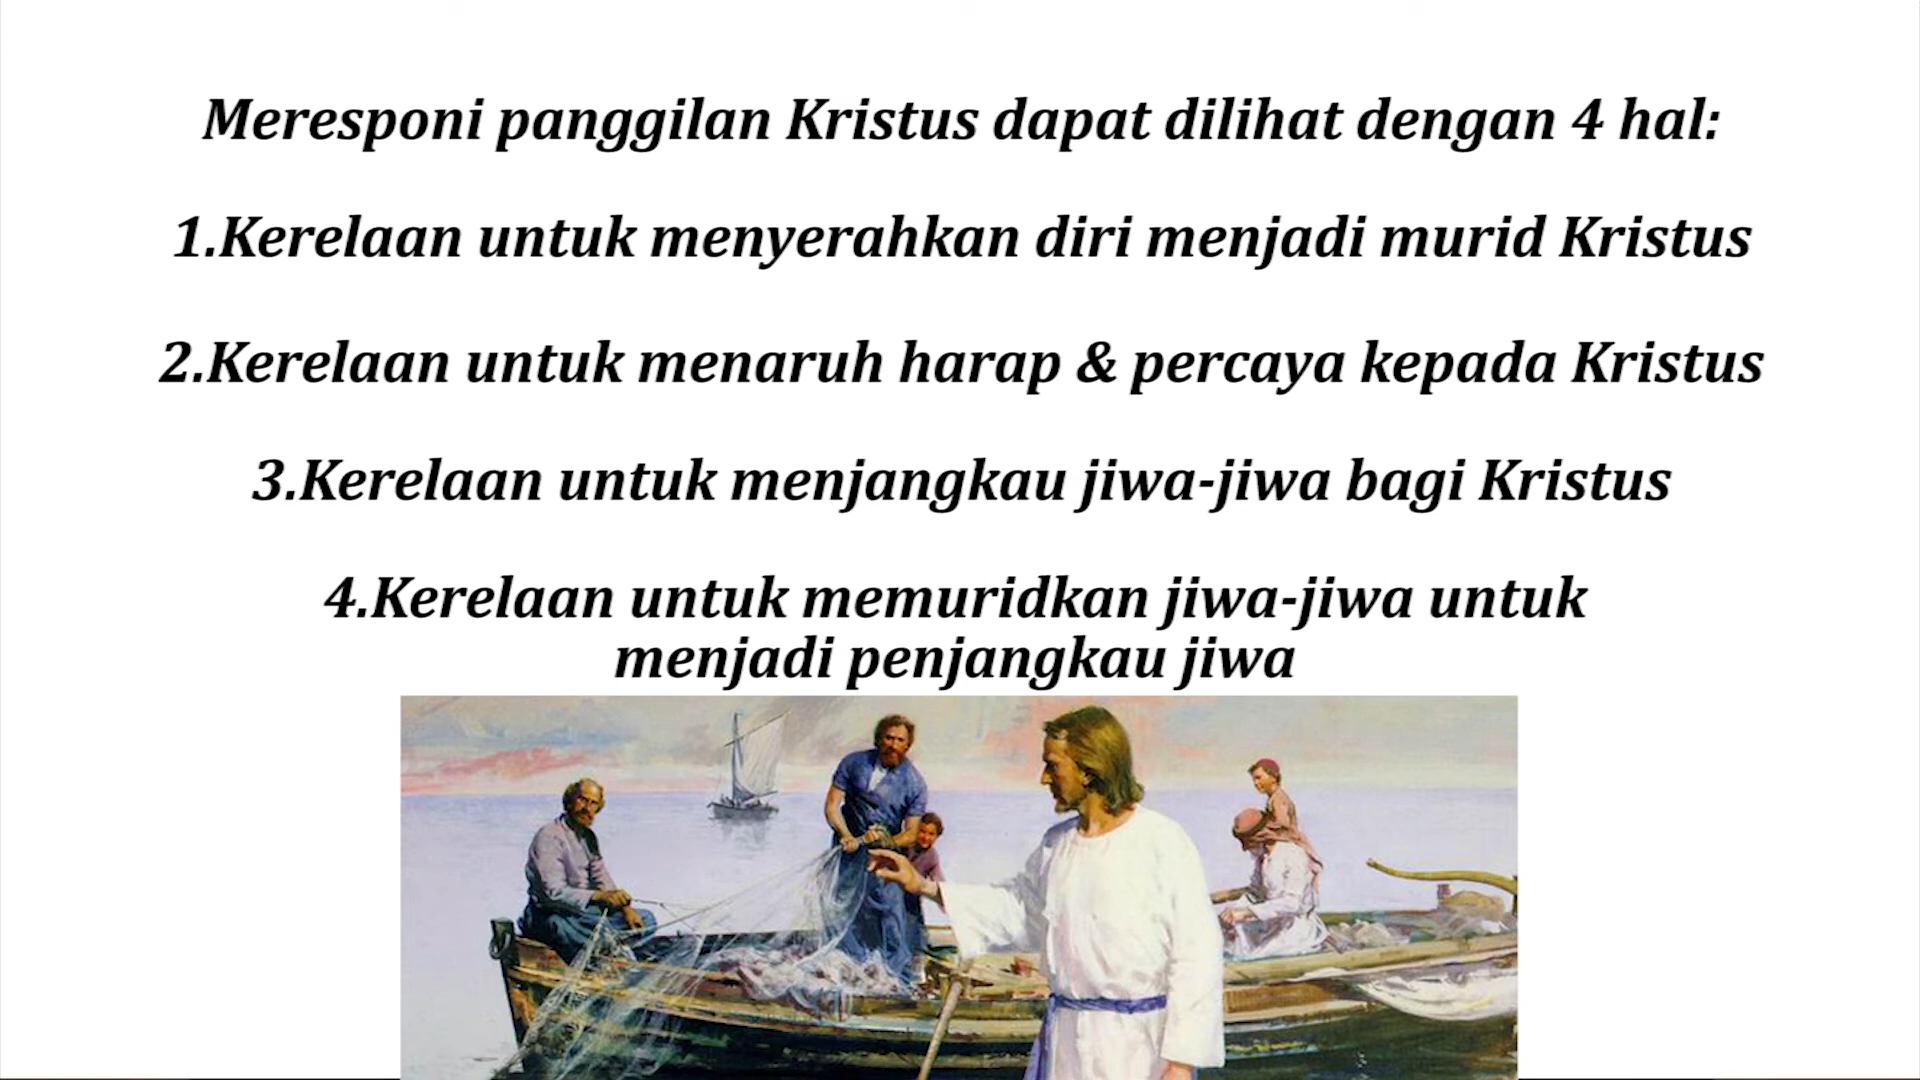 Meresponi panggilan Kristus dapat dilihat dengan 4 hal:
1.Kerelaan untuk menyerahkan diri menjadi murid Kristus
2.Kerelaan untuk menaruh harap & percaya kepada Kristus
3.Kerelaan untuk menjangkau jiwa-jiwa bagi Kristus
4.Kerelaan untuk memuridkan jiwa-jiwa untuk
menjadi penjangkau jiwa